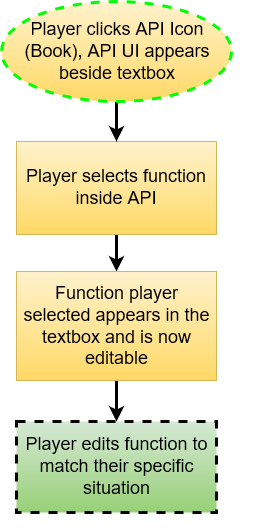 Player clicks API Icon
(Book), API UI appears
beside textbox
Player selects function
inside API
Function player
selected appears in the
textbox and is now
editable
Player edits function to
match their specific
situation